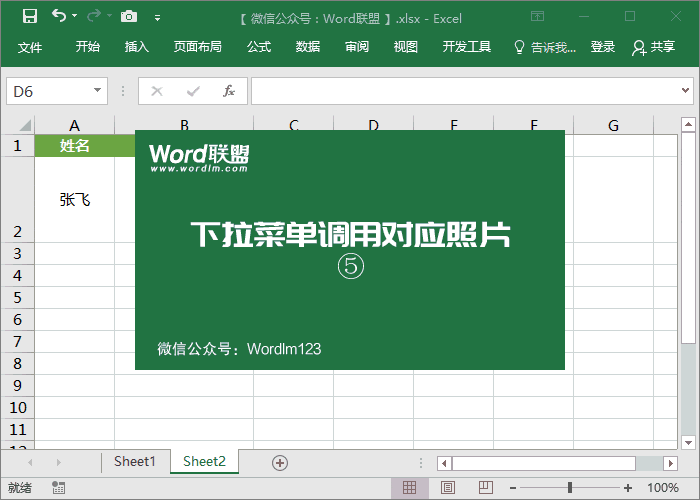 【 微信公众号：Word联盟 】.xlsx - Excel
文件 开始 插入 页面布局 公式 数据 审阅 视图 开发工具 告诉我... 登录 共享
D6 fx
A B C D E F G
1 姓名
Word联盟
www.wordlm.com
张飞
下拉菜单调用对应照片
2
⑤
3
4
5
6
7
微信公众号：Wordlm123
8
9
10
11
Sheet1 Sheet2
就绪 100%